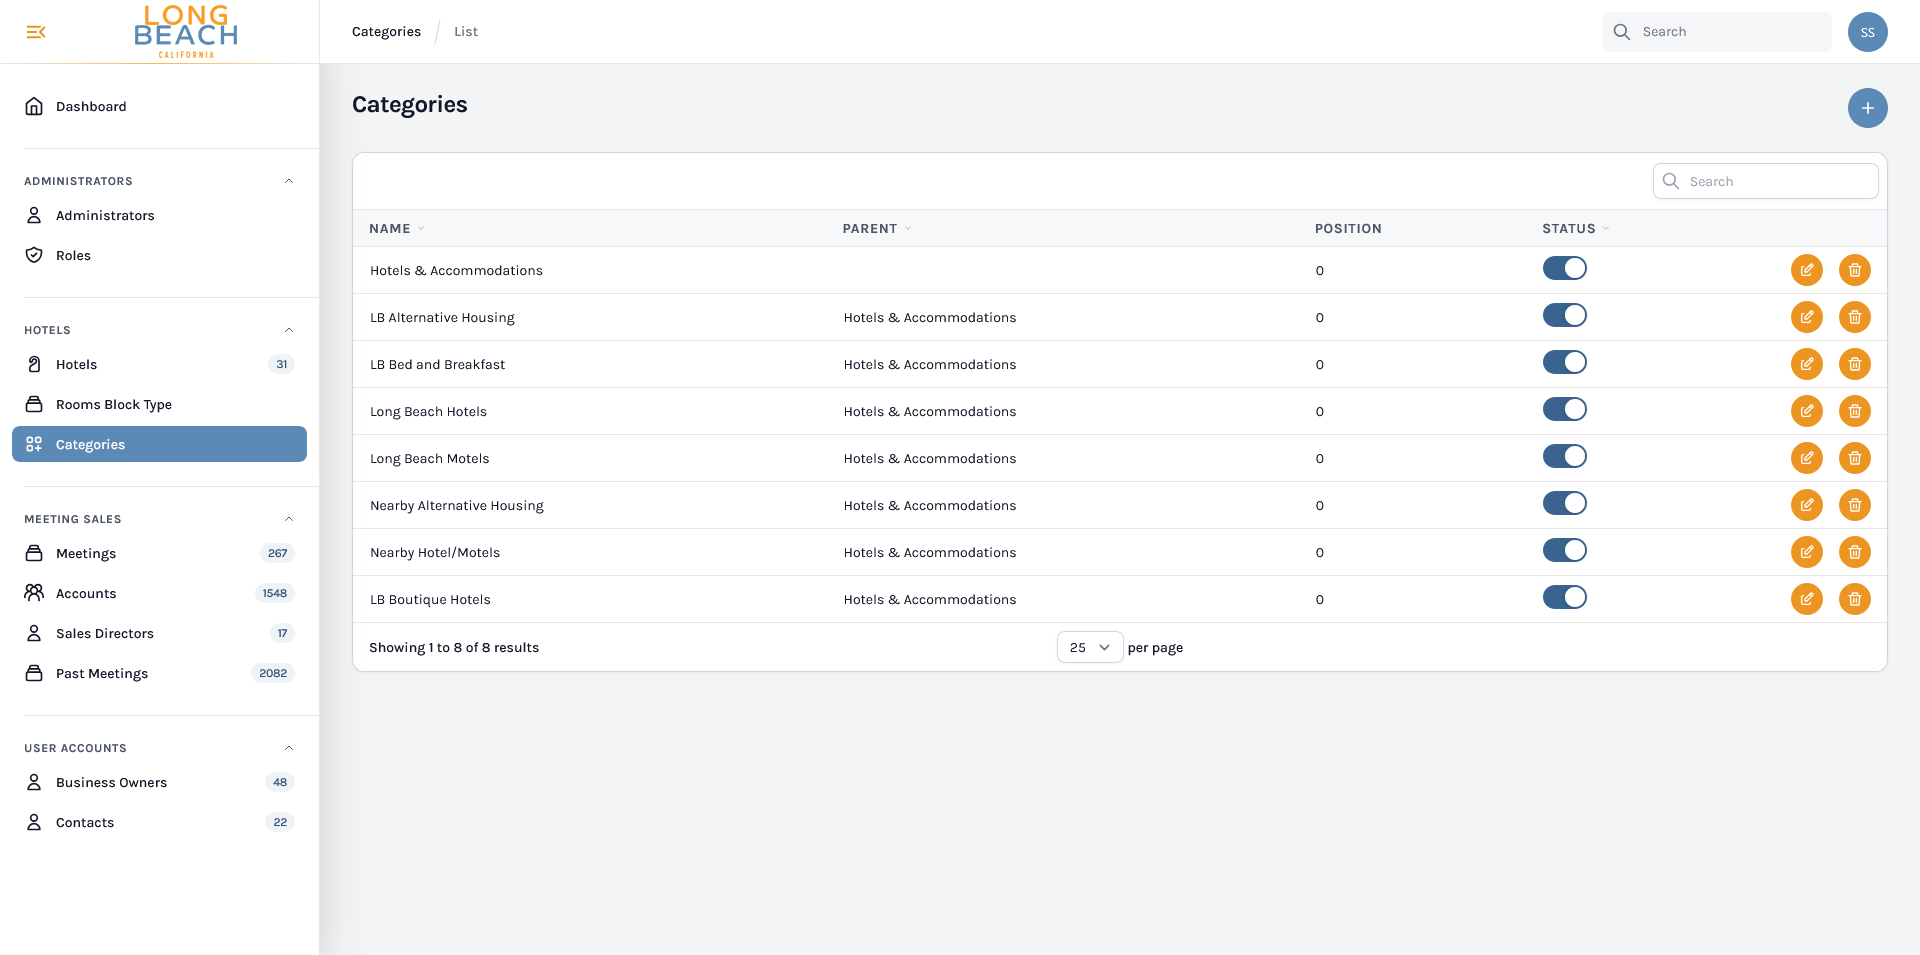 LONG
BEACH
CALIFORNIA
Categories / List
Search
SS
Dashboard
ADMINISTRATORS
Administrators
Roles
HOTELS
Hotels 31
Rooms Block Type
Categories
MEETING SALES
Meetings 267
Accounts 1548
Sales Directors 17
Past Meetings 2082
USER ACCOUNTS
Business Owners 48
Contacts 22
Categories
Search
NAME PARENT POSITION STATUS
Hotels & Accommodations 0
LB Alternative Housing Hotels & Accommodations 0
LB Bed and Breakfast Hotels & Accommodations 0
Long Beach Hotels Hotels & Accommodations 0
Long Beach Motels Hotels & Accommodations 0
Nearby Alternative Housing Hotels & Accommodations 0
Nearby Hotel/Motels Hotels & Accommodations 0
LB Boutique Hotels Hotels & Accommodations 0
Showing 1 to 8 of 8 results 25 per page